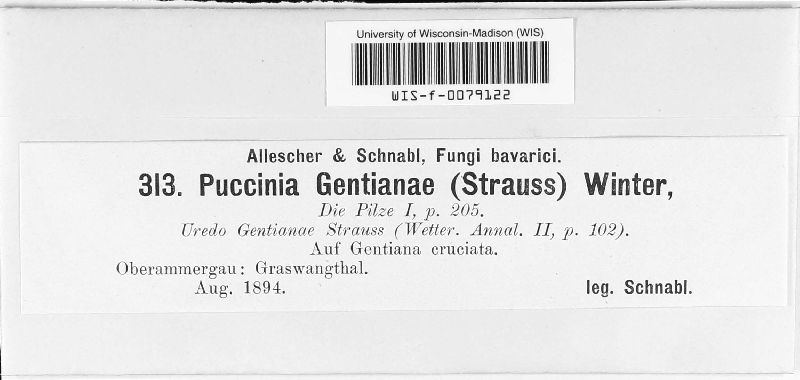 University of Wisconsin-Madison (WIS)
WIS-f-0079122
Allescher & Schnabl, Fungi bavarici.
313. Puccinia Gentianae (Strauss) Winter,
Die Pilze I, p. 205.
Uredo Gentianae Strauss (Wetter. Annal. II, p. 102).
Auf Gentiana cruciata.
Oberammergau: Graswangthal.
Aug. 1894.
leg. Schnabl.